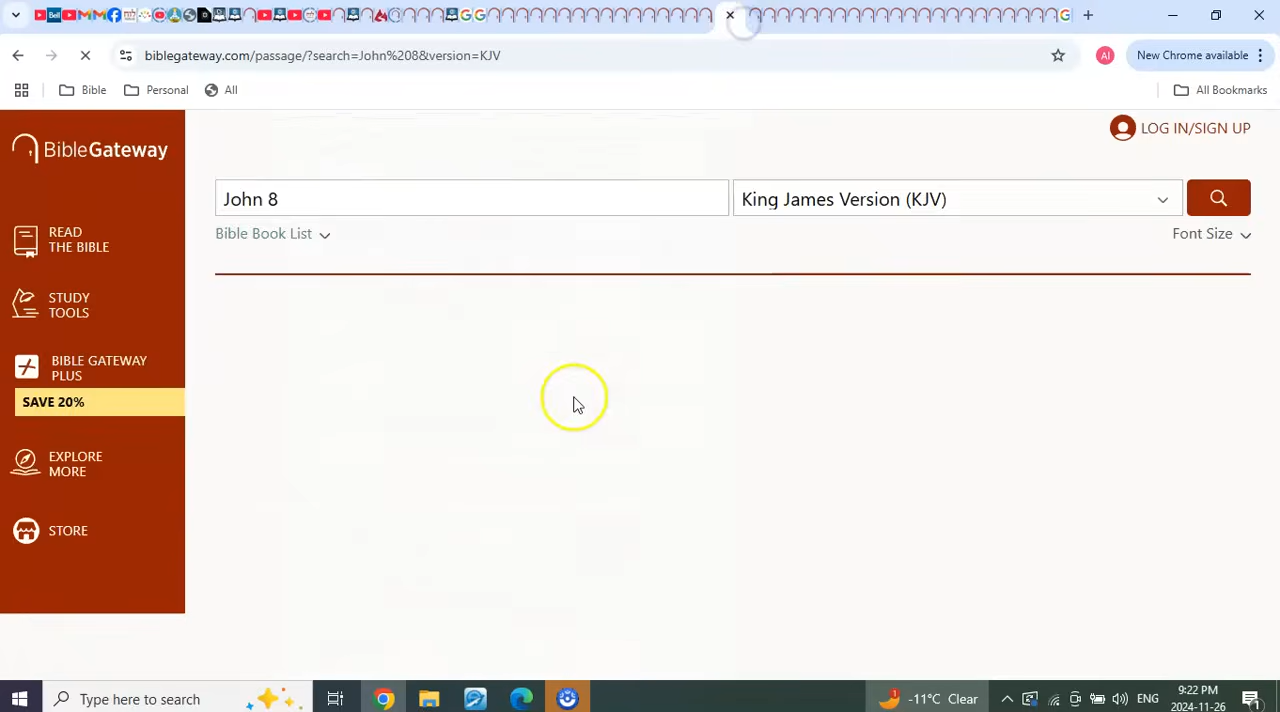 biblegateway.com/passage/?search=John%208&version=KJV
AI
New Chrome available
Bible
Personal
All
All Bookmarks
BibleGateway
LOG IN/SIGN UP
John 8
King James Version (KJV)
Bible Book List
Font Size
READ
THE BIBLE
STUDY
TOOLS
BIBLE GATEWAY
PLUS
SAVE 20%
EXPLORE
MORE
STORE
Type here to search
1
-11°C Clear
ENG
9:22 PM
2024-11-26
1